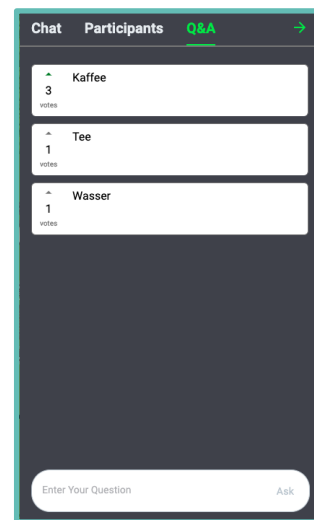 Chat Participants Q&A
3
votes
Kaffee
1
votes
Tee
1
votes
Wasser
Enter Your Question Ask